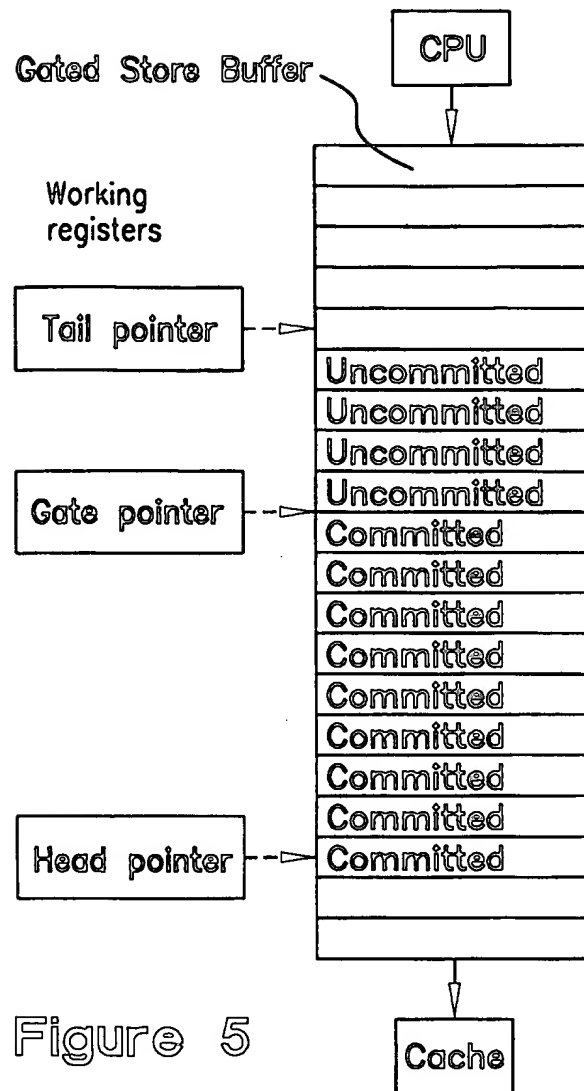 CPU
Gated Store Buffer
Working
registers
Tail pointer
Uncommitted
Uncommitted
Uncommitted
Uncommitted
Gate pointer
Committed
Committed
Committed
Committed
Committed
Committed
Committed
Committed
Head pointer
Committed
Figure 5
Cache